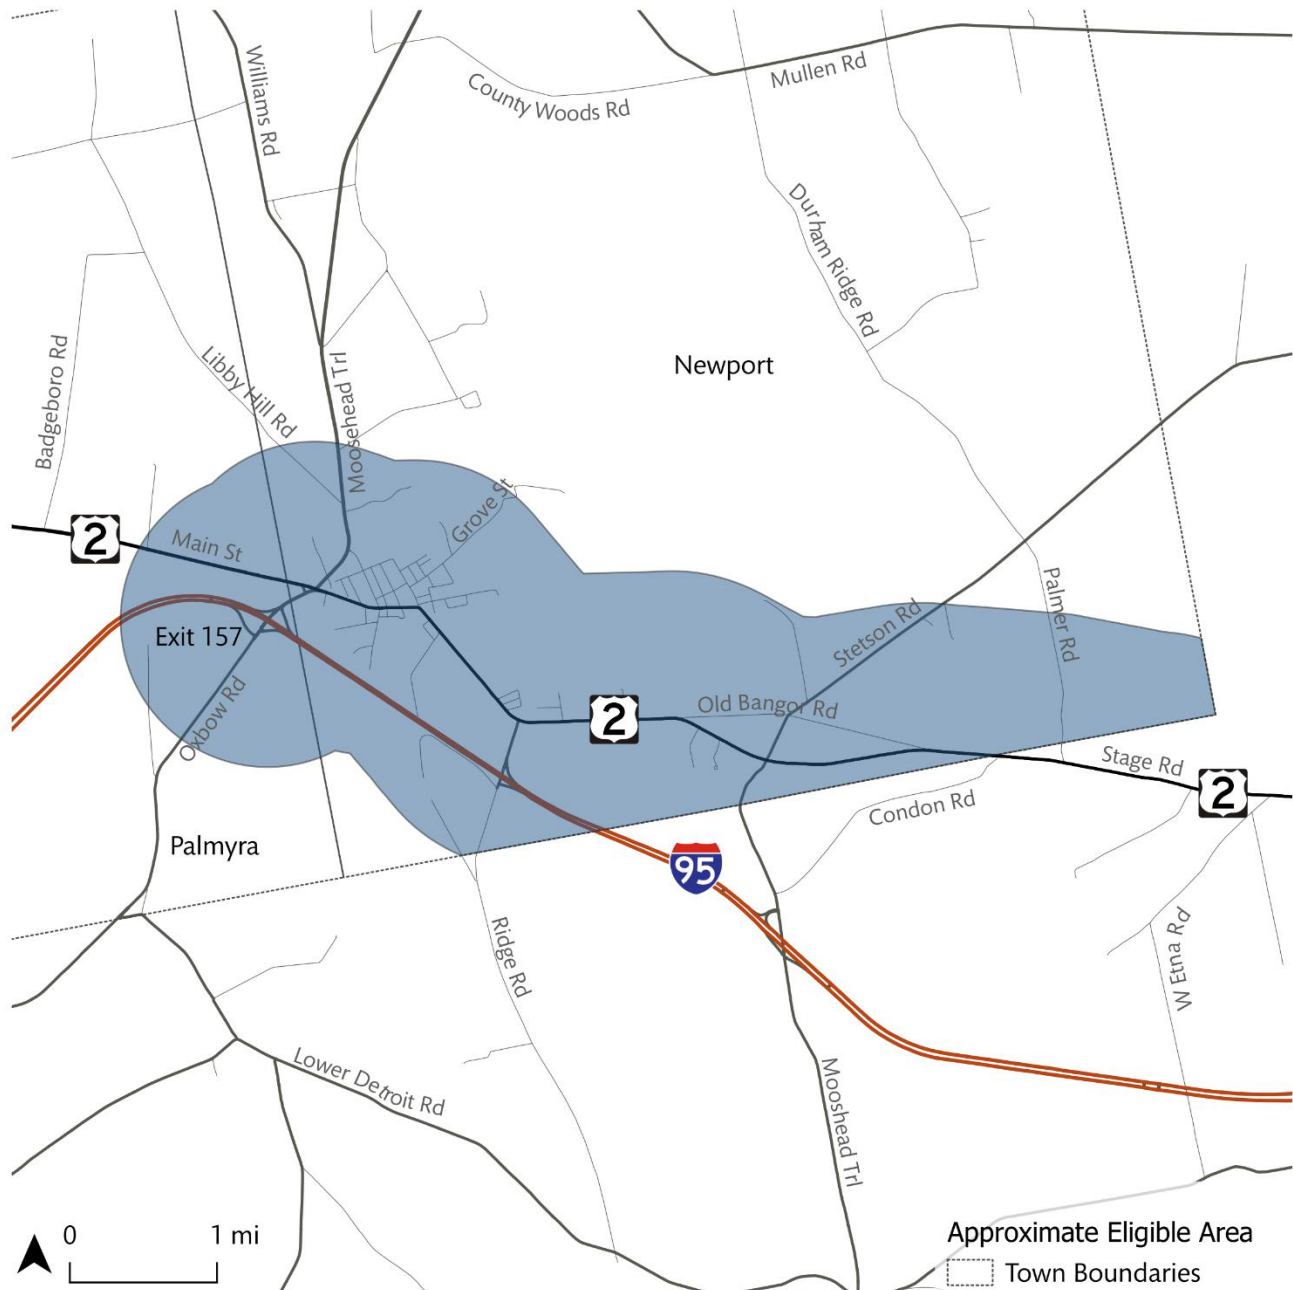 Williams Rd
County Woods Rd
Mullen Rd
Durham Ridge Rd
Newport
Badgeboro Rd
Libby Hill Rd
Moosehead Trl
Grove St
2
Main St
Exit 157
Oxbow Rd
Palmer Rd
Stetson Rd
Old Bangor Rd
2
Stage Rd
2
Condon Rd
Palmyra
95
Ridge Rd
W Etna Rd
Lower Detroit Rd
Mooshead Trl
0 1 mi
Approximate Eligible Area
Town Boundaries